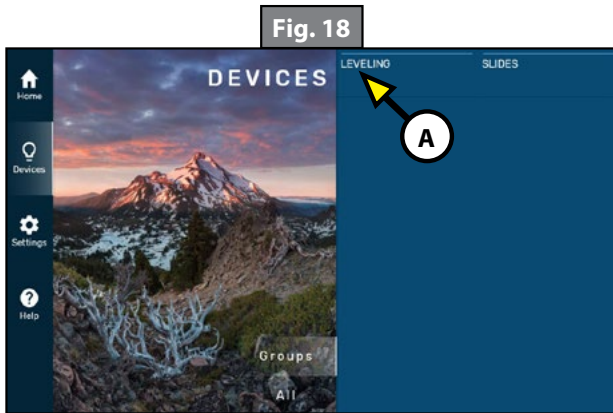 Fig. 18
Home
Devices
Settings
Help
DEVICES
Groups
All
LEVELING
SLIDES
A